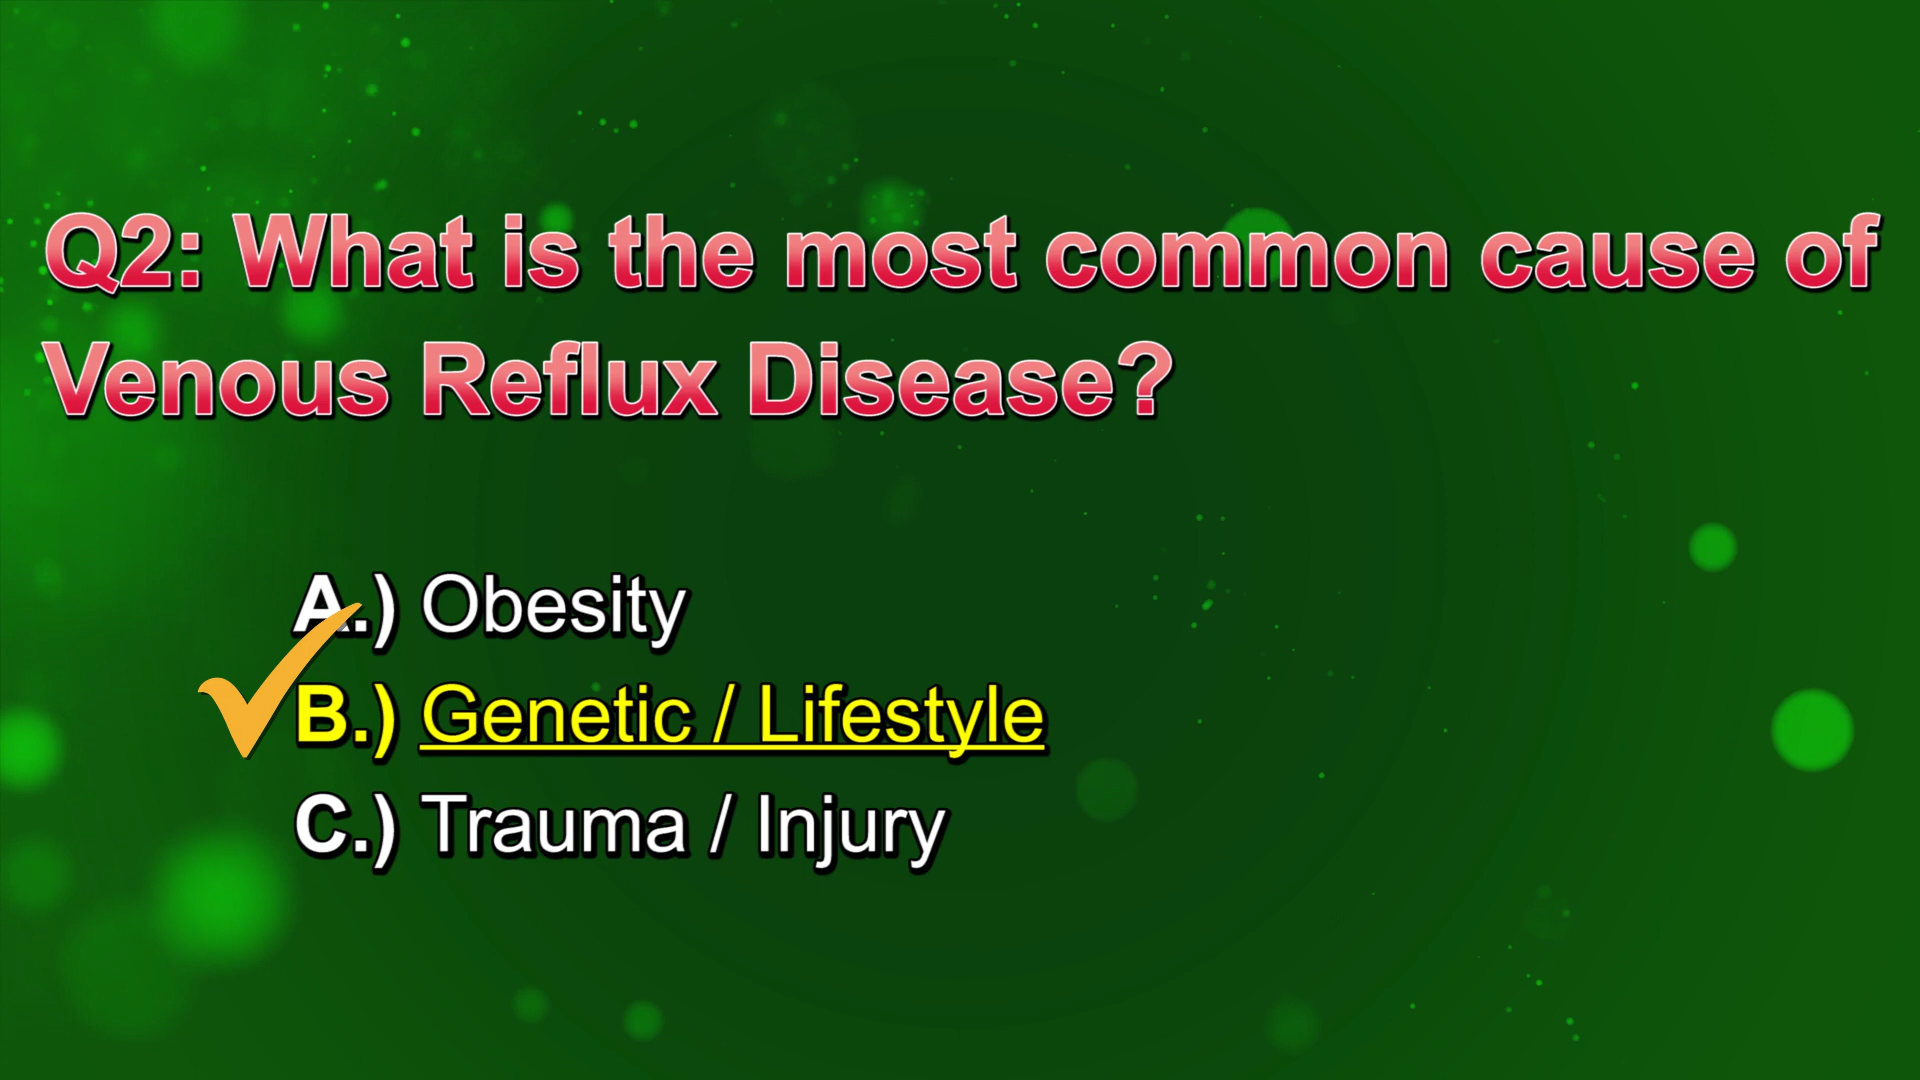 Q2: What is the most common cause of
Venous Reflux Disease?
A.) Obesity
B.) Genetic / Lifestyle
C.) Trauma / Injury